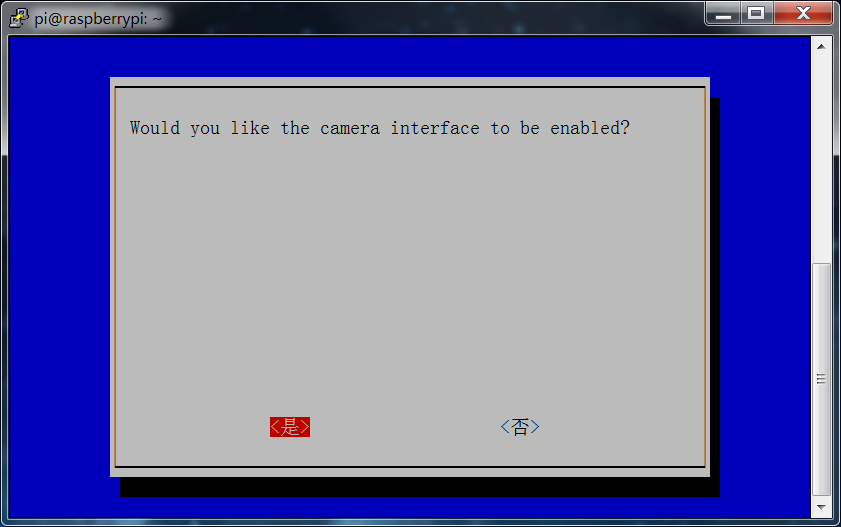 pi@raspberrypi: ~
Would you like the camera interface to be enabled?
<是> <否>